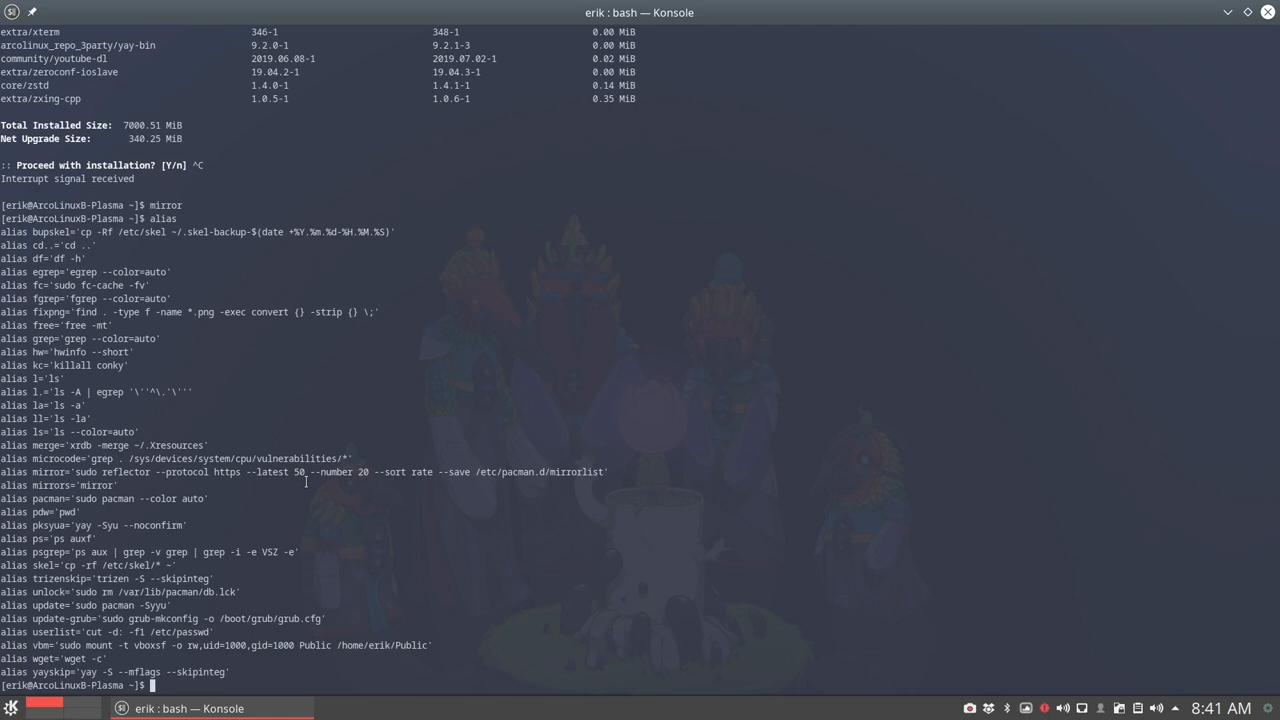 erik : bash — Konsole
extra/xterm 346-1 348-1 0.00 MiB
arcolinux_repo_3party/yay-bin 9.2.0-1 9.2.1-3 0.00 MiB
community/youtube-dl 2019.06.08-1 2019.07.02-1 0.02 MiB
extra/zeroconf-ioslave 19.04.2-1 19.04.3-1 0.00 MiB
core/zstd 1.4.0-1 1.4.1-1 0.14 MiB
extra/zxing-cpp 1.0.5-1 1.0.6-1 0.35 MiB
Total Installed Size: 7000.51 MiB
Net Upgrade Size: 340.25 MiB
:: Proceed with installation? [Y/n] ^C
Interrupt signal received
[erik@ArcoLinuxB-Plasma ~]$ mirror
[erik@ArcoLinuxB-Plasma ~]$ alias
alias bupskel='cp -Rf /etc/skel ~/.skel-backup-$(date +%Y.%m.%d-%H.%M.%S)'
alias cd..='cd ..'
alias df='df -h'
alias egrep='egrep --color=auto'
alias fc='sudo fc-cache -fv'
alias fgrep='fgrep --color=auto'
alias fixpng='find . -type f -name *.png -exec convert {} -strip {} \;'
alias free='free -mt'
alias grep='grep --color=auto'
alias hw='hwinfo --short'
alias kc='killall conky'
alias l='ls'
alias l.='ls -A | egrep '\''^\.'\'''
alias la='ls -a'
alias ll='ls -la'
alias ls='ls --color=auto'
alias merge='xrdb -merge ~/.Xresources'
alias microcode='grep . /sys/devices/system/cpu/vulnerabilities/*'
alias mirror='sudo reflector --protocol https --latest 50 --number 20 --sort rate --save /etc/pacman.d/mirrorlist'
alias mirrors='mirror'
alias pacman='sudo pacman --color auto'
alias pdw='pwd'
alias pksyua='yay -Syu --noconfirm'
alias ps='ps auxf'
alias psgrep='ps aux | grep -v grep | grep -i -e VSZ -e'
alias skel='cp -rf /etc/skel/* ~'
alias trizenskip='trizen -S --skipinteg'
alias unlock='sudo rm /var/lib/pacman/db.lck'
alias update='sudo pacman -Syyu'
alias update-grub='sudo grub-mkconfig -o /boot/grub/grub.cfg'
alias userlist='cut -d: -f1 /etc/passwd'
alias vbm='sudo mount -t vboxsf -o rw,uid=1000,gid=1000 Public /home/erik/Public'
alias wget='wget -c'
alias yayskip='yay -S --mflags --skipinteg'
[erik@ArcoLinuxB-Plasma ~]$
erik : bash — Konsole
8:41 AM